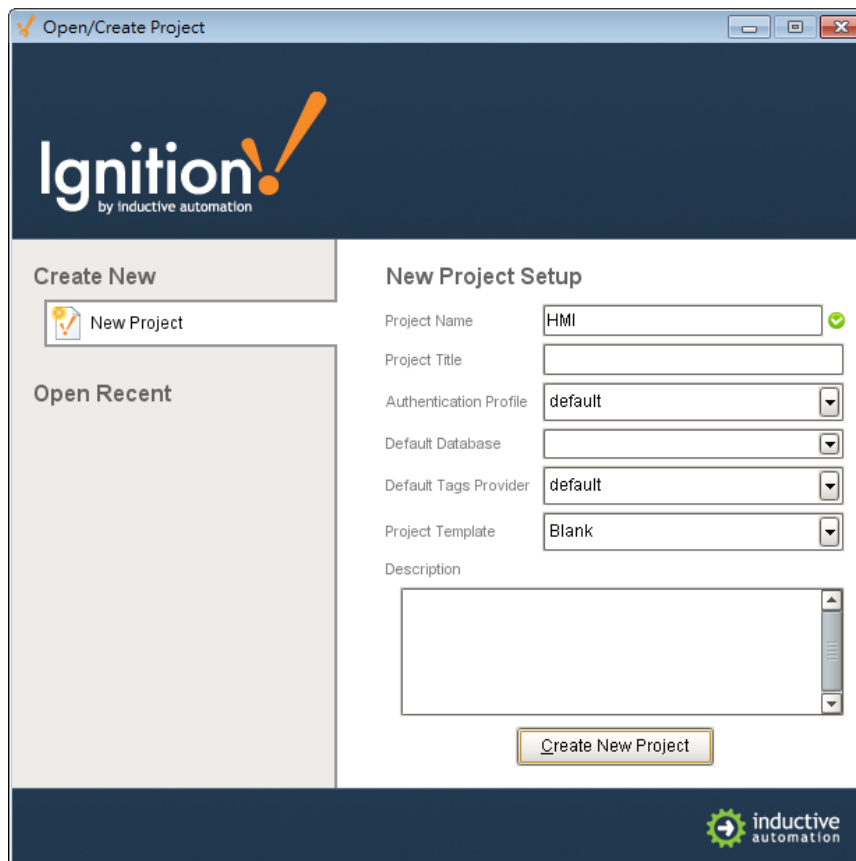 Open/Create Project
Ignition!
by inductive automation
Create New
New Project
Open Recent
New Project Setup
Project Name HMI
Project Title
Authentication Profile default
Default Database
Default Tags Provider default
Project Template Blank
Description
Create New Project
inductive
automation